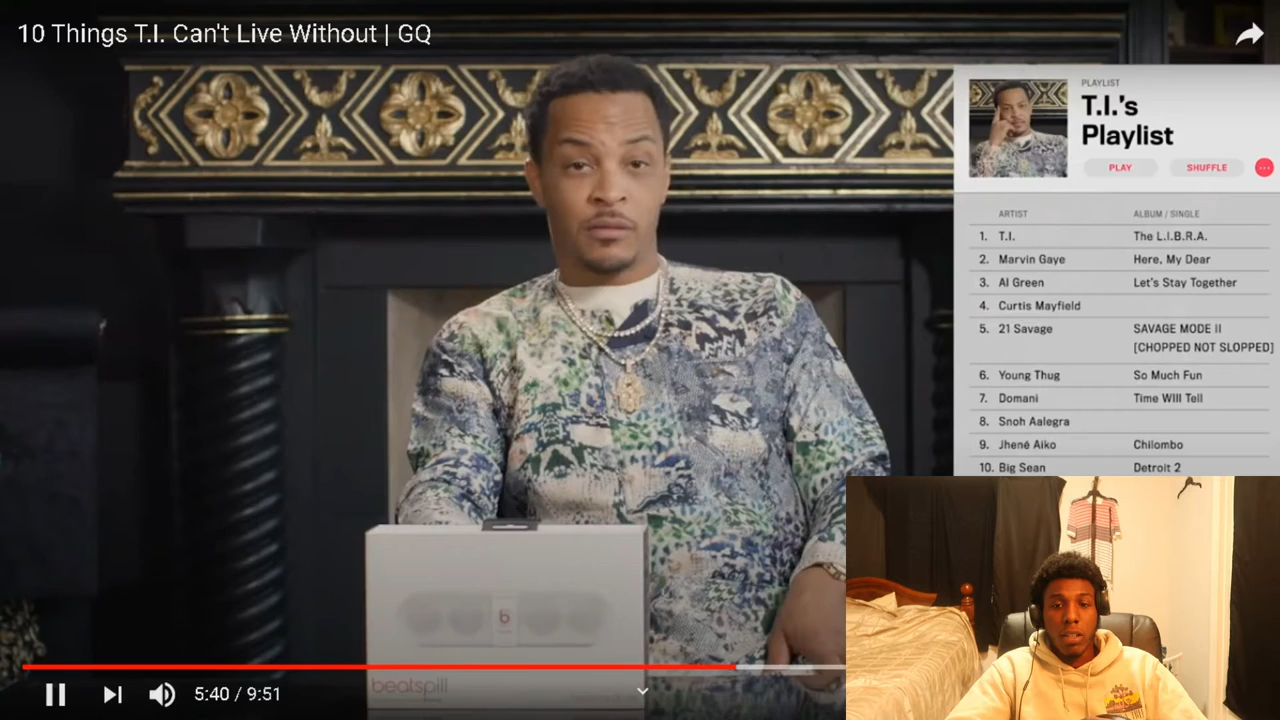 10 Things T.I. Can't Live Without | GQ
PLAYLIST
T.I.'s
Playlist
PLAY
SHUFFLE
ARTIST ALBUM / SINGLE
1. T.I. The L.I.B.R.A.
2. Marvin Gaye Here, My Dear
3. Al Green Let's Stay Together
4. Curtis Mayfield
5. 21 Savage SAVAGE MODE II
[CHOPPED NOT SLOPPED]
6. Young Thug So Much Fun
7. Domani Time Will Tell
8. Snoh Aalegra
9. Jhené Aiko Chilombo
10. Big Sean Detroit 2
b
beatspill
5:40 / 9:51